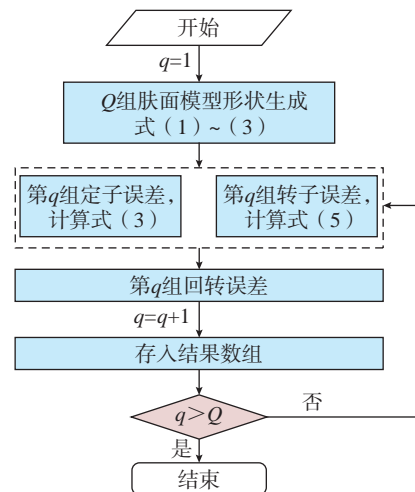 开始
q=1
Q组肤面模型形状生成
式（1）~（3）
第q组定子误差，
计算式（3）
第q组转子误差，
计算式（5）
第q组回转误差
q=q+1
存入结果数组
q＞Q
否
是
结束